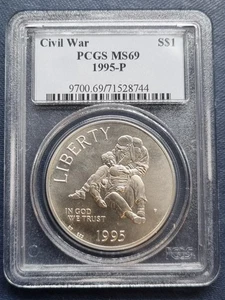 Civil War S$1
PCGS MS69
1995-P
9700.69/71528744
LIBERTY
IN GOD
WE TRUST
1995